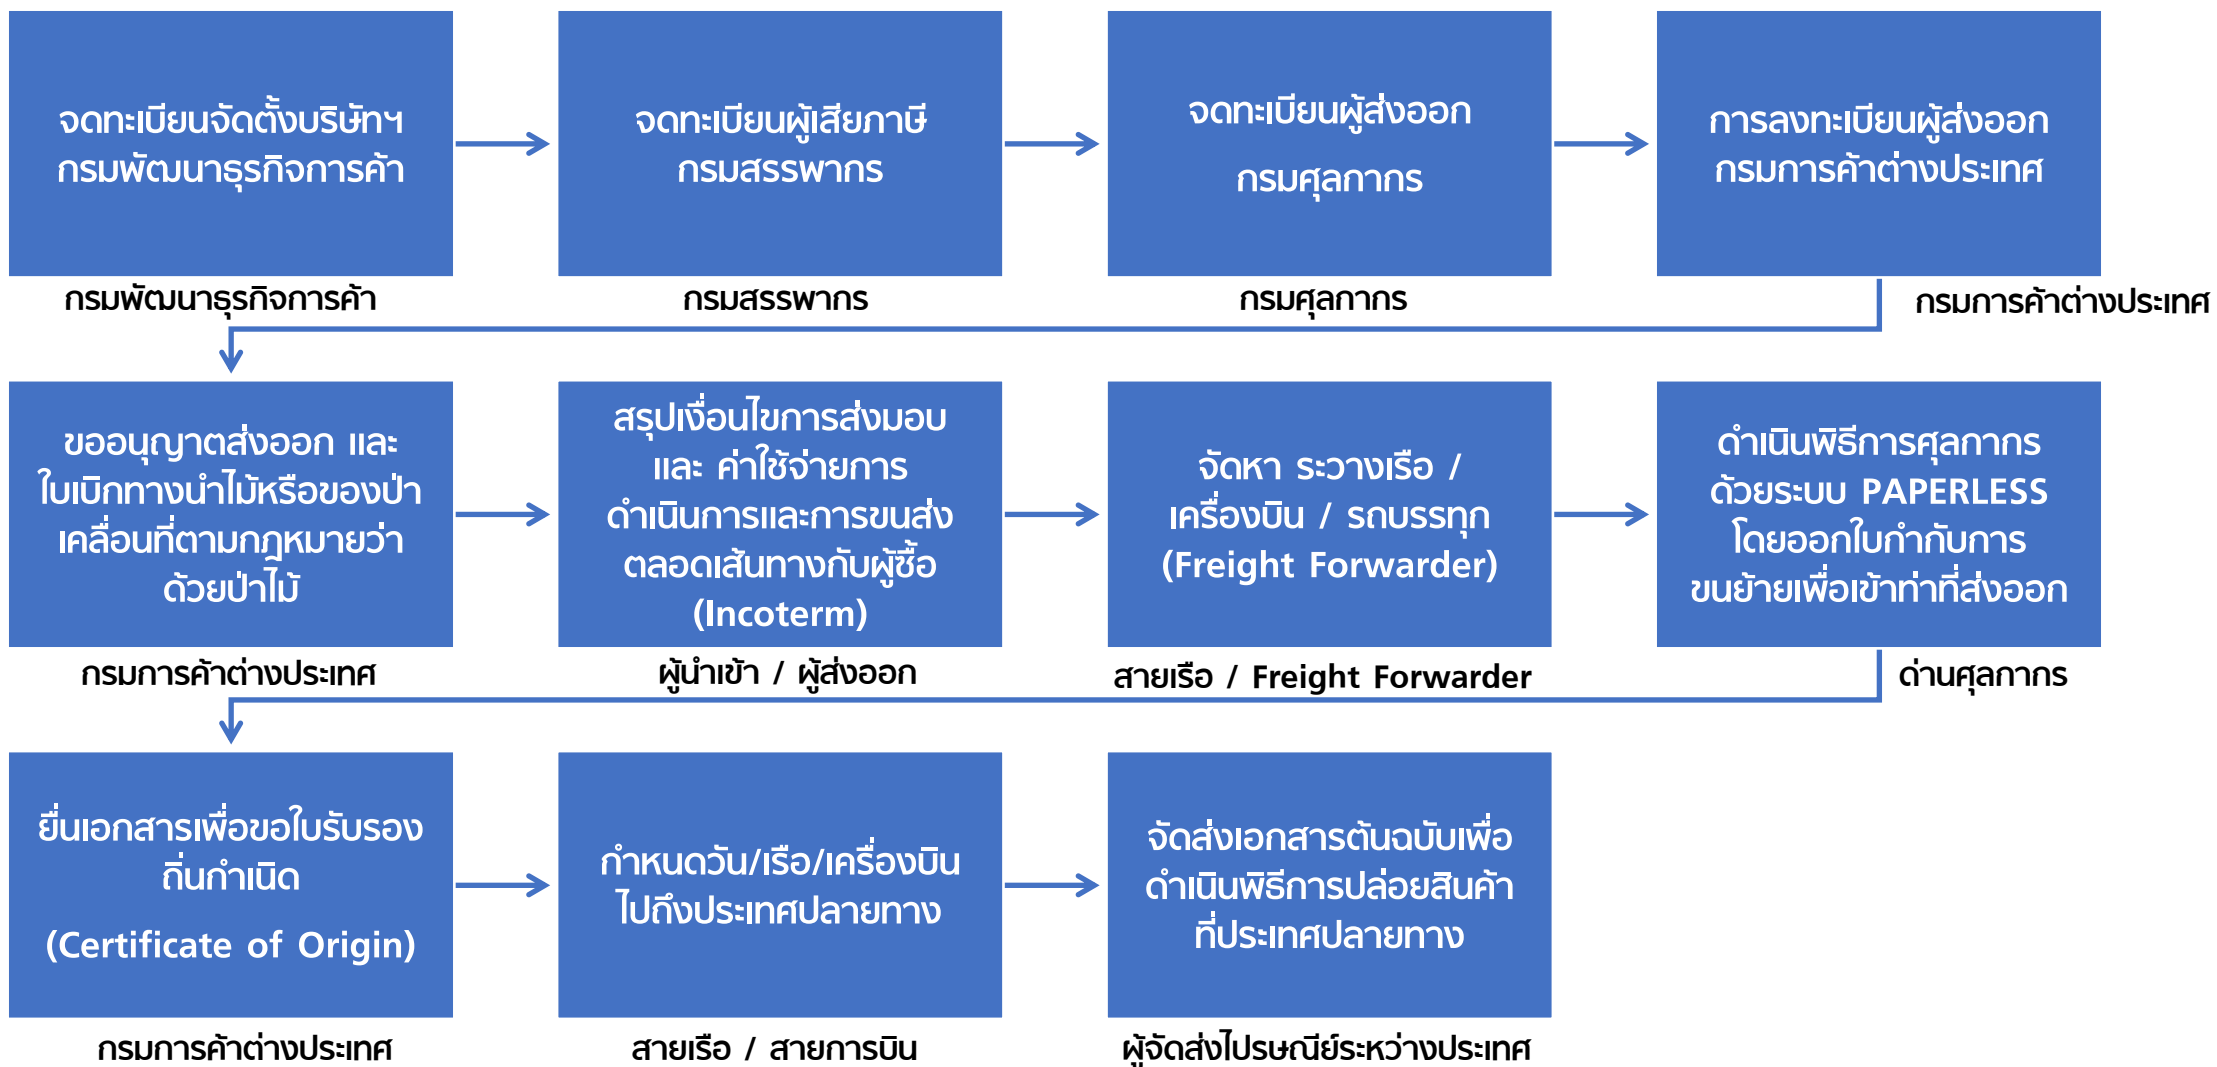 จดทะเบียนจัดตั้งบริษัทฯ
กรมพัฒนาธุรกิจการค้า
กรมพัฒนาธุรกิจการค้า
จดทะเบียนผู้เสียภาษี
กรมสรรพากร
กรมสรรพากร
จดทะเบียนผู้ส่งออก
กรมศุลกากร
กรมศุลกากร
การลงทะเบียนผู้ส่งออก
กรมการค้าต่างประเทศ
กรมการค้าต่างประเทศ
ขออนุญาตส่งออก และ
ใบเบิกทางนำไม้หรือของป่า
เคลื่อนที่ตามกฎหมายว่า
ด้วยป่าไม้
กรมการค้าต่างประเทศ
สรุปเงื่อนไขการส่งมอบ
และ ค่าใช้จ่ายการ
ดำเนินการและการขนส่ง
ตลอดเส้นทางกับผู้ซื้อ
(Incoterm)
ผู้นำเข้า / ผู้ส่งออก
จัดหา ระวางเรือ /
เครื่องบิน / รถบรรทุก
(Freight Forwarder)
สายเรือ / Freight Forwarder
ดำเนินพิธีการศุลกากร
ด้วยระบบ PAPERLESS
โดยออกใบกำกับการ
ขนย้ายเพื่อเข้าท่าที่ส่งออก
ด่านศุลกากร
ยื่นเอกสารเพื่อขอใบรับรอง
ถิ่นกำเนิด
(Certificate of Origin)
กรมการค้าต่างประเทศ
กำหนดวัน/เรือ/เครื่องบิน
ไปถึงประเทศปลายทาง
สายเรือ / สายการบิน
จัดส่งเอกสารต้นฉบับเพื่อ
ดำเนินพิธีการปล่อยสินค้า
ที่ประเทศปลายทาง
ผู้จัดส่งไปรษณีย์ระหว่างประเทศ